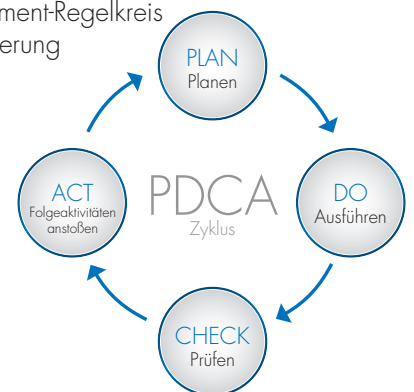 ment-Regelkreis
erung
PLAN
Planen
DO
Ausführen
CHECK
Prüfen
ACT
Folgeaktivitäten
anstoßen
PDCA
Zyklus